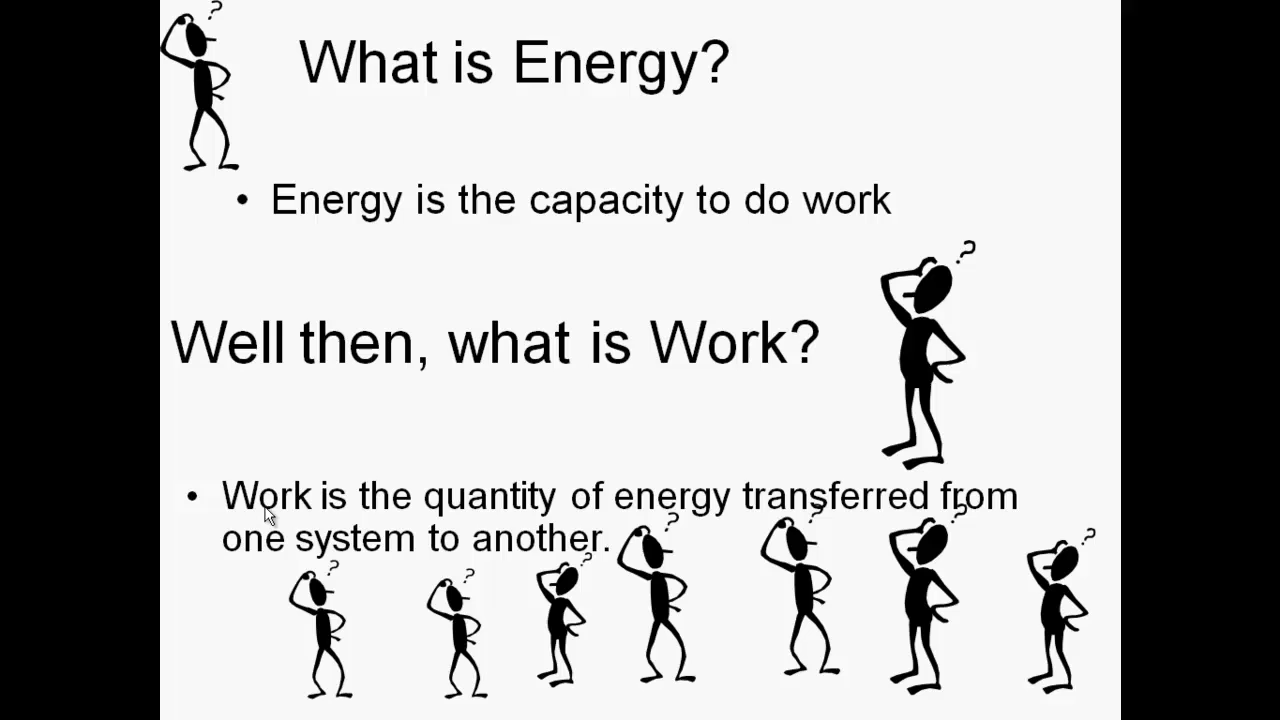 What is Energy?
• Energy is the capacity to do work
Well then, what is Work?
• Work is the quantity of energy transferred from
one system to another.